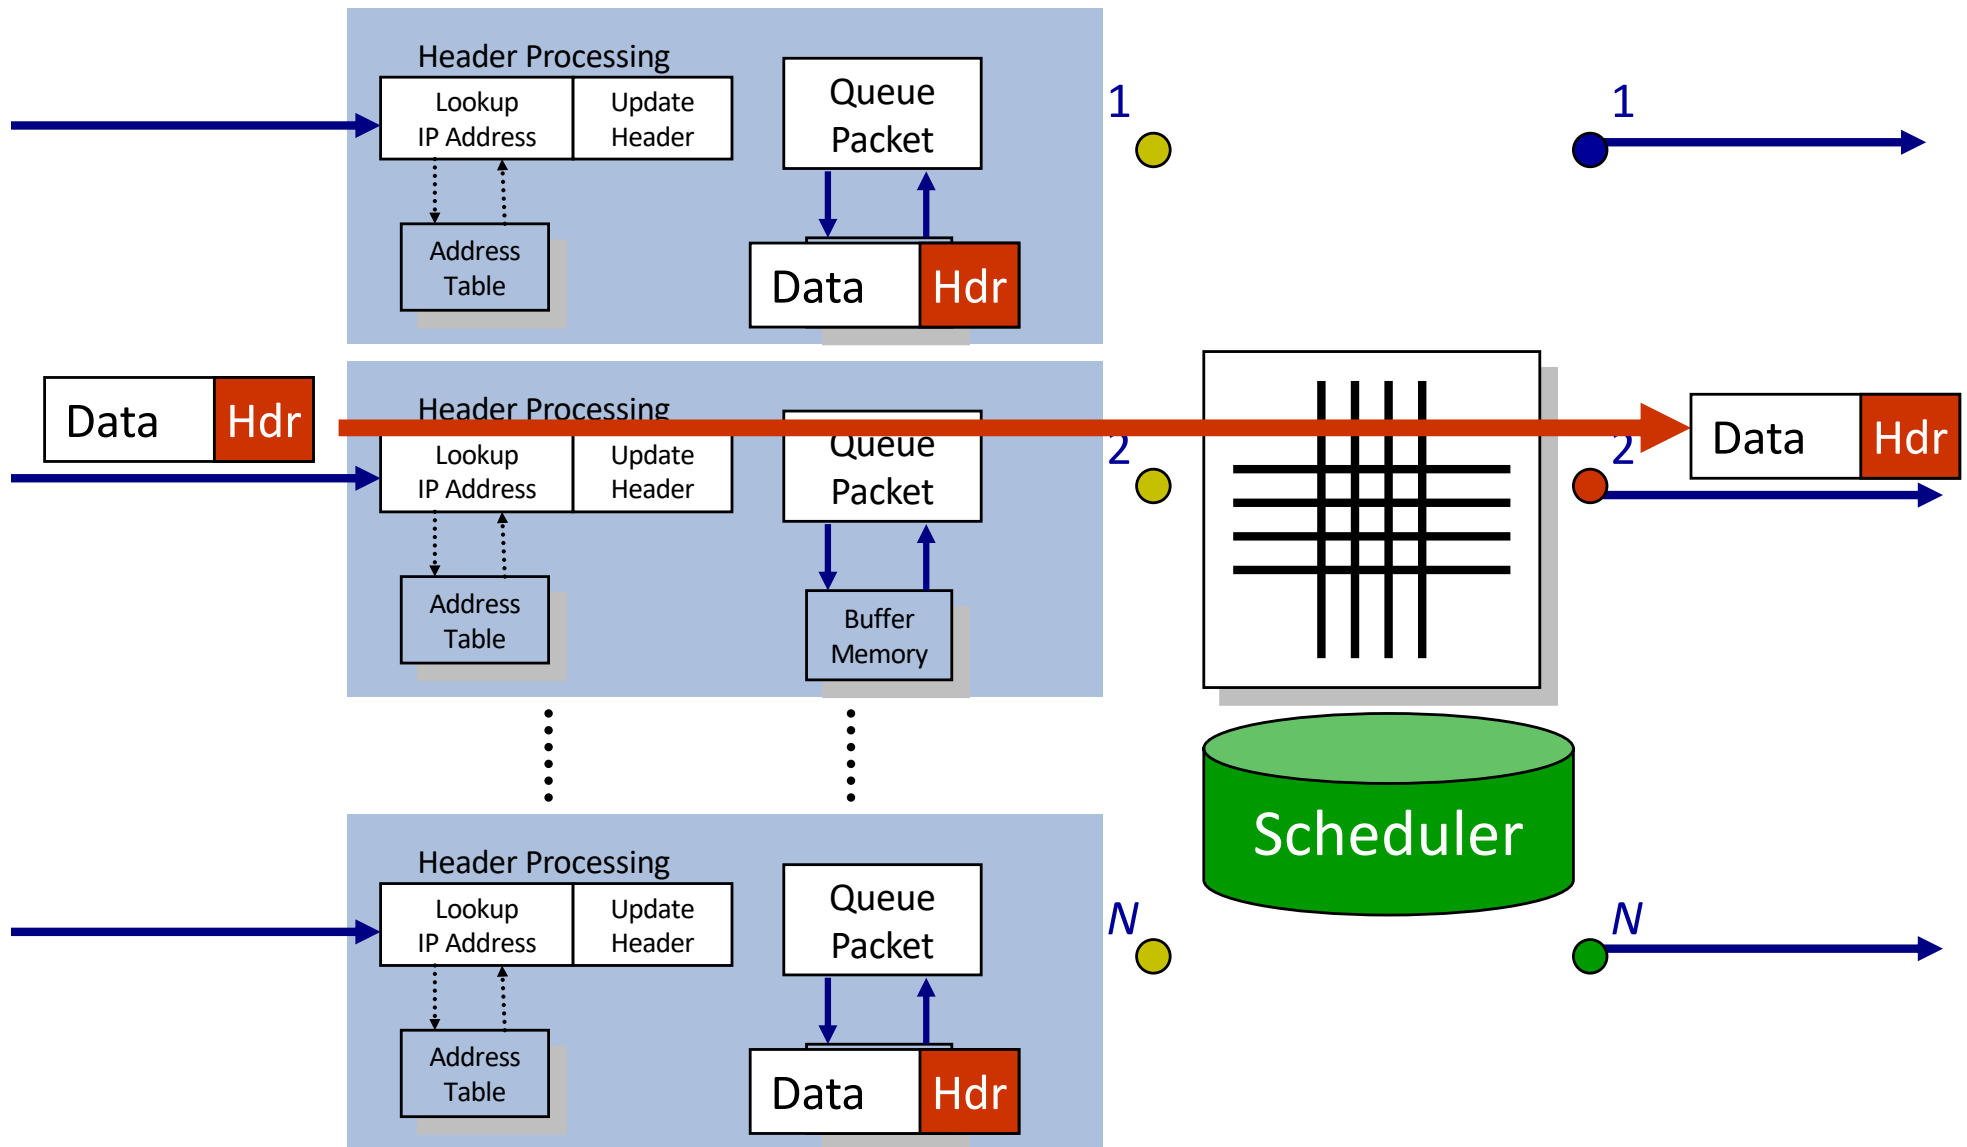 Header Processing
Lookup
IP Address
Update
Header
Queue
Packet
Address
Table
Data
Hdr
1
1
Data
Hdr
Header Processing
Lookup
IP Address
Update
Header
Queue
Packet
Address
Table
Buffer
Memory
2
2
Data
Hdr
Scheduler
Header Processing
Lookup
IP Address
Update
Header
Queue
Packet
Address
Table
Data
Hdr
N
N